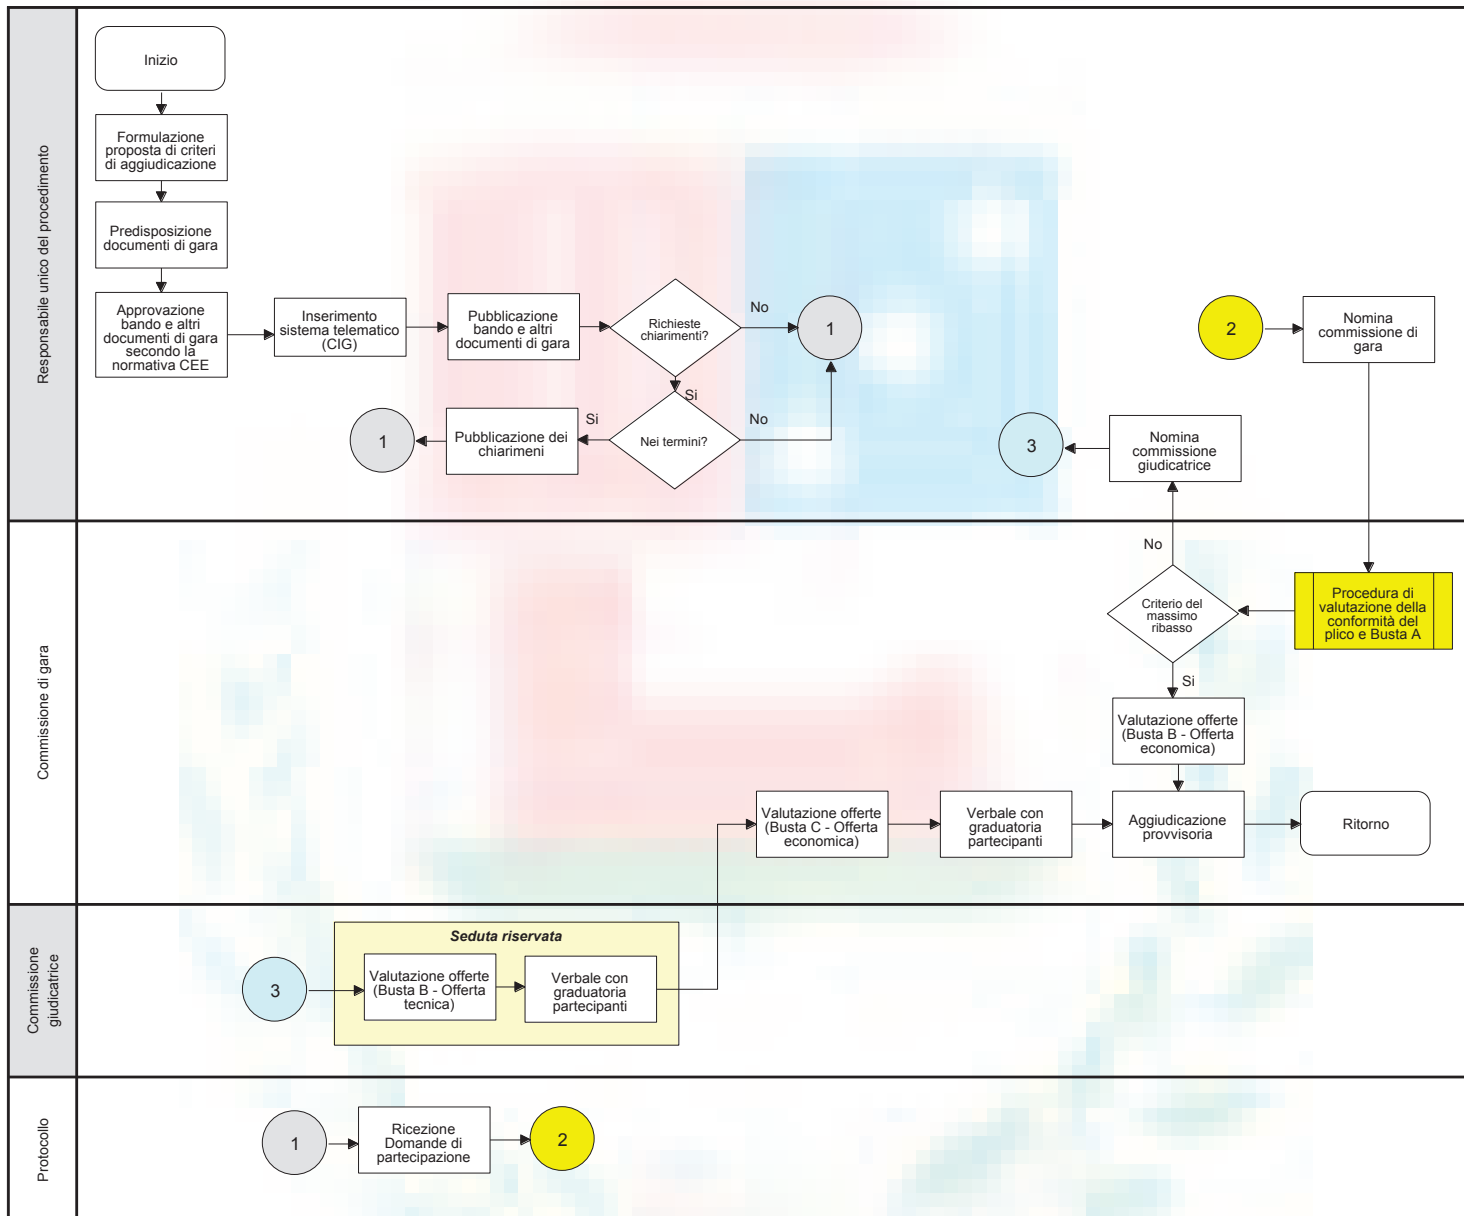 Responsabile unico del procedimento
Inizio
Formulazione
proposta di criteri
di aggiudicazione
Predisposizione
documenti di gara
Approvazione
bando e altri
documenti di gara
secondo la
normativa CEE
Inserimento
sistema telematico
(CIG)
Pubblicazione
bando e altri
documenti di gara
Richieste
chiarimenti?
No
1
Si
Nei termini?
No
Si
Pubblicazione dei
chiarimeni
1
2
Nomina
commissione di
gara
3
Nomina
commissione
giudicatrice
Commissione di gara
No
Criterio del
massimo
ribasso
Procedura di
valutazione della
conformità del
plico e Busta A
Si
Valutazione offerte
(Busta B - Offerta
economica)
Valutazione offerte
(Busta C - Offerta
economica)
Verbale con
graduatoria
partecipanti
Aggiudicazione
provvisoria
Ritorno
Commissione
giudicatrice
Seduta riservata
3
Valutazione offerte
(Busta B - Offerta
tecnica)
Verbale con
graduatoria
partecipanti
Protocollo
1
Ricezione
Domande di
partecipazione
2